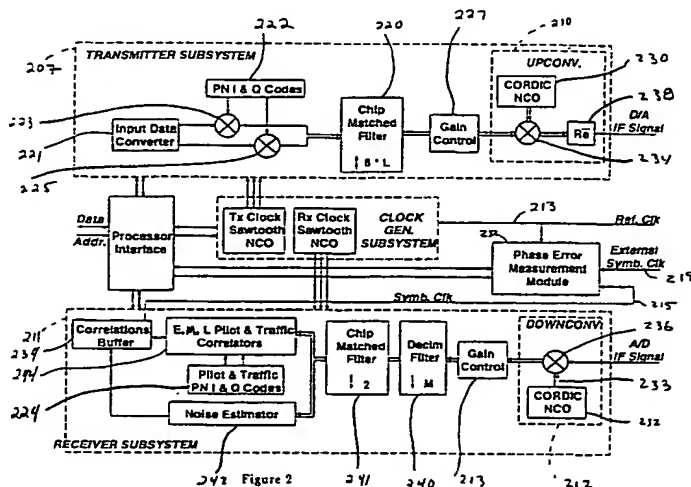 222
220
227
210
207
TRANSMITTER SUBSYSTEM
UPCONV.
230
PN I & Q Codes
CORDIC
NCO
238
223
Chip
Matched
Filter
Gain
Control
Re
D/A
IF Signal
Input Data
Converter
221
225
234
Data
Addr.
Processor
Interface
Tx Clock
Sawtooth
NCO
Rx Clock
Sawtooth
NCO
CLOCK
GEN.
SUBSYSTEM
213
Ref. Clk
Phase Error
Measurement
Module
External
Symb. Clk
219
Symb. Clk
215
211
239
Correlations
Buffer
E, M, L Pilot & Traffic
Correlators
244
Chip
Matched
Filter
↓ 2
Decim
Filter
↓ M
Gain
Control
DOWNCONV.
236
A/D
IF Signal
Pilot & Traffic
PN I & Q Codes
224
233
CORDIC
NCO
232
Noise Estimator
RECEIVER SUBSYSTEM
242
Figure 2
241
240
213
212